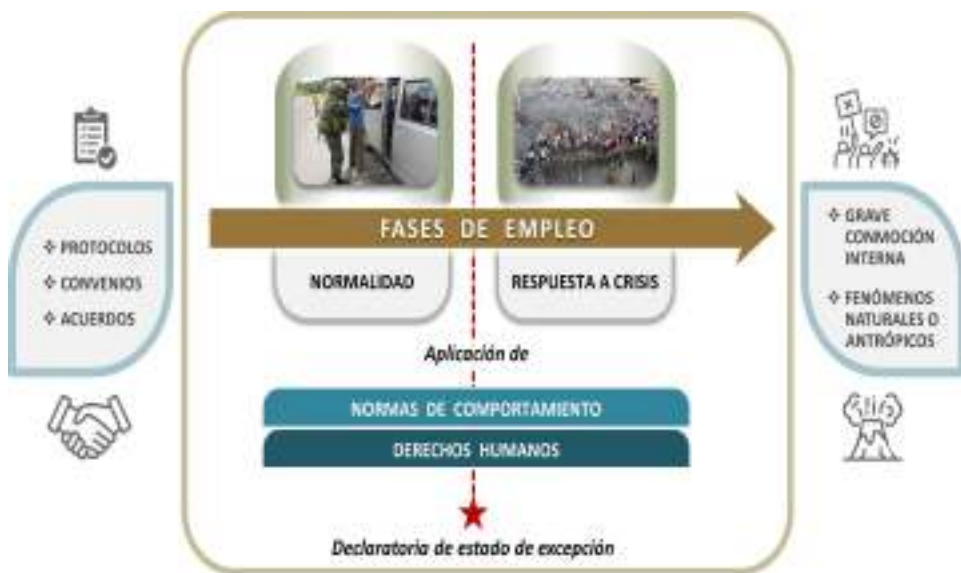 ❖ PROTOCOLOS
❖ CONVENIOS
❖ ACUERDOS
FASES DE EMPLEO
NORMALIDAD
RESPUESTA A CRISIS
Aplicación de
NORMAS DE COMPORTAMIENTO
DERECHOS HUMANOS
Declaratoria de estado de excepción
❖ GRAVE
CONMOCIÓN
INTERNA
❖ FENÓMENOS
NATURALES O
ANTRÓPICOS